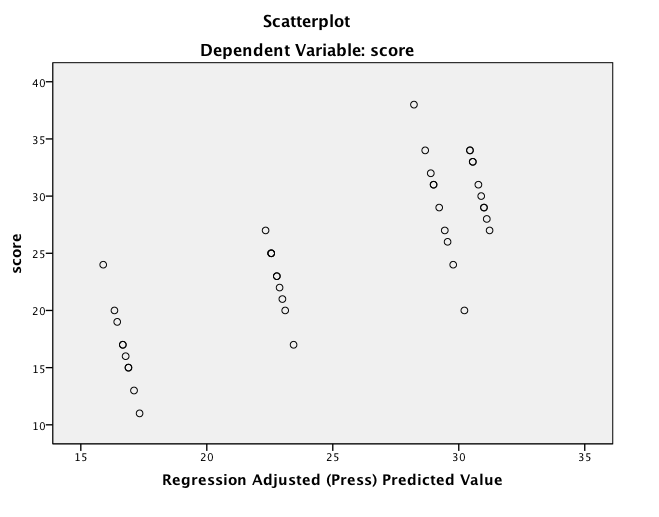 Scatterplot
Dependent Variable: score
40
35
30
25
20
15
10
score
15 20 25 30 35
Regression Adjusted (Press) Predicted Value